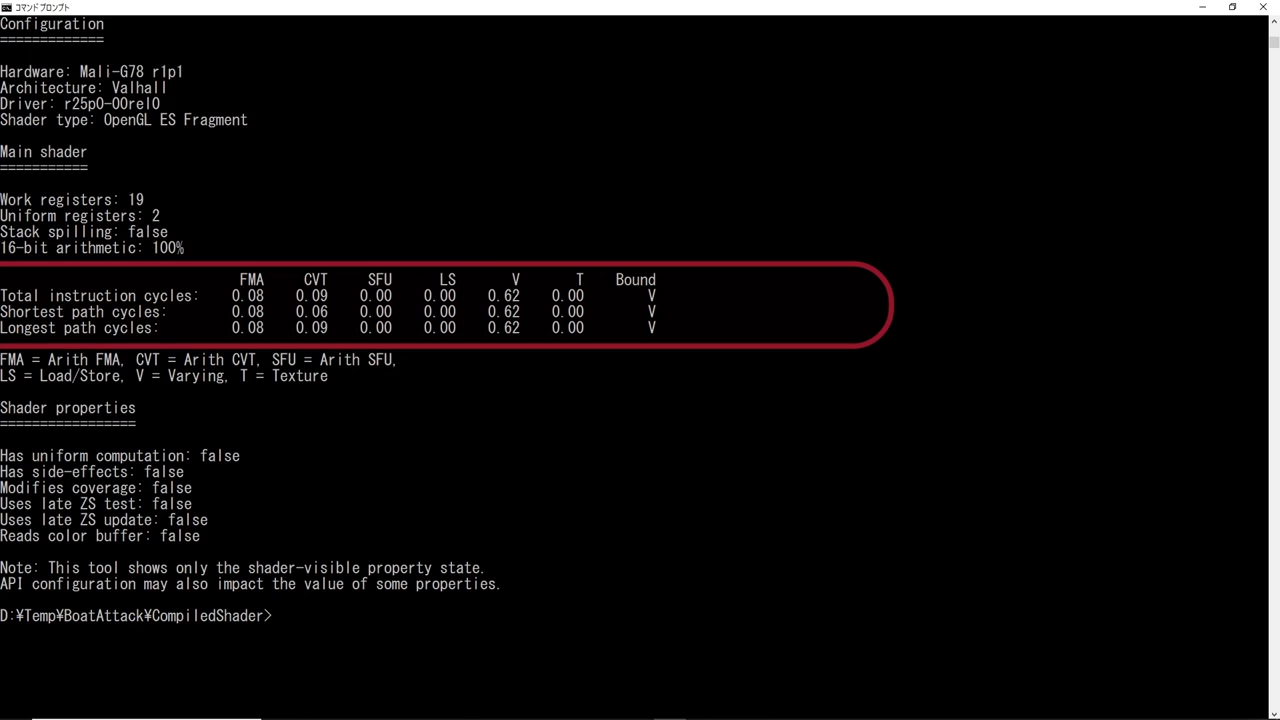 コマンド プロンプト
Configuration
=============
Hardware: Mali-G78 r1p1
Architecture: Valhall
Driver: r25p0-00rel0
Shader type: OpenGL ES Fragment
Main shader
===========
Work registers: 19
Uniform registers: 2
Stack spilling: false
16-bit arithmetic: 100%
FMA CVT SFU LS V T Bound
Total instruction cycles: 0.08 0.09 0.00 0.00 0.62 0.00 V
Shortest path cycles: 0.08 0.06 0.00 0.00 0.62 0.00 V
Longest path cycles: 0.08 0.09 0.00 0.00 0.62 0.00 V
FMA = Arith FMA, CVT = Arith CVT, SFU = Arith SFU,
LS = Load/Store, V = Varying, T = Texture
Shader properties
=================
Has uniform computation: false
Has side-effects: false
Modifies coverage: false
Uses late ZS test: false
Uses late ZS update: false
Reads color buffer: false
Note: This tool shows only the shader-visible property state.
API configuration may also impact the value of some properties.
D:¥Temp¥BoatAttack¥CompiledShader>